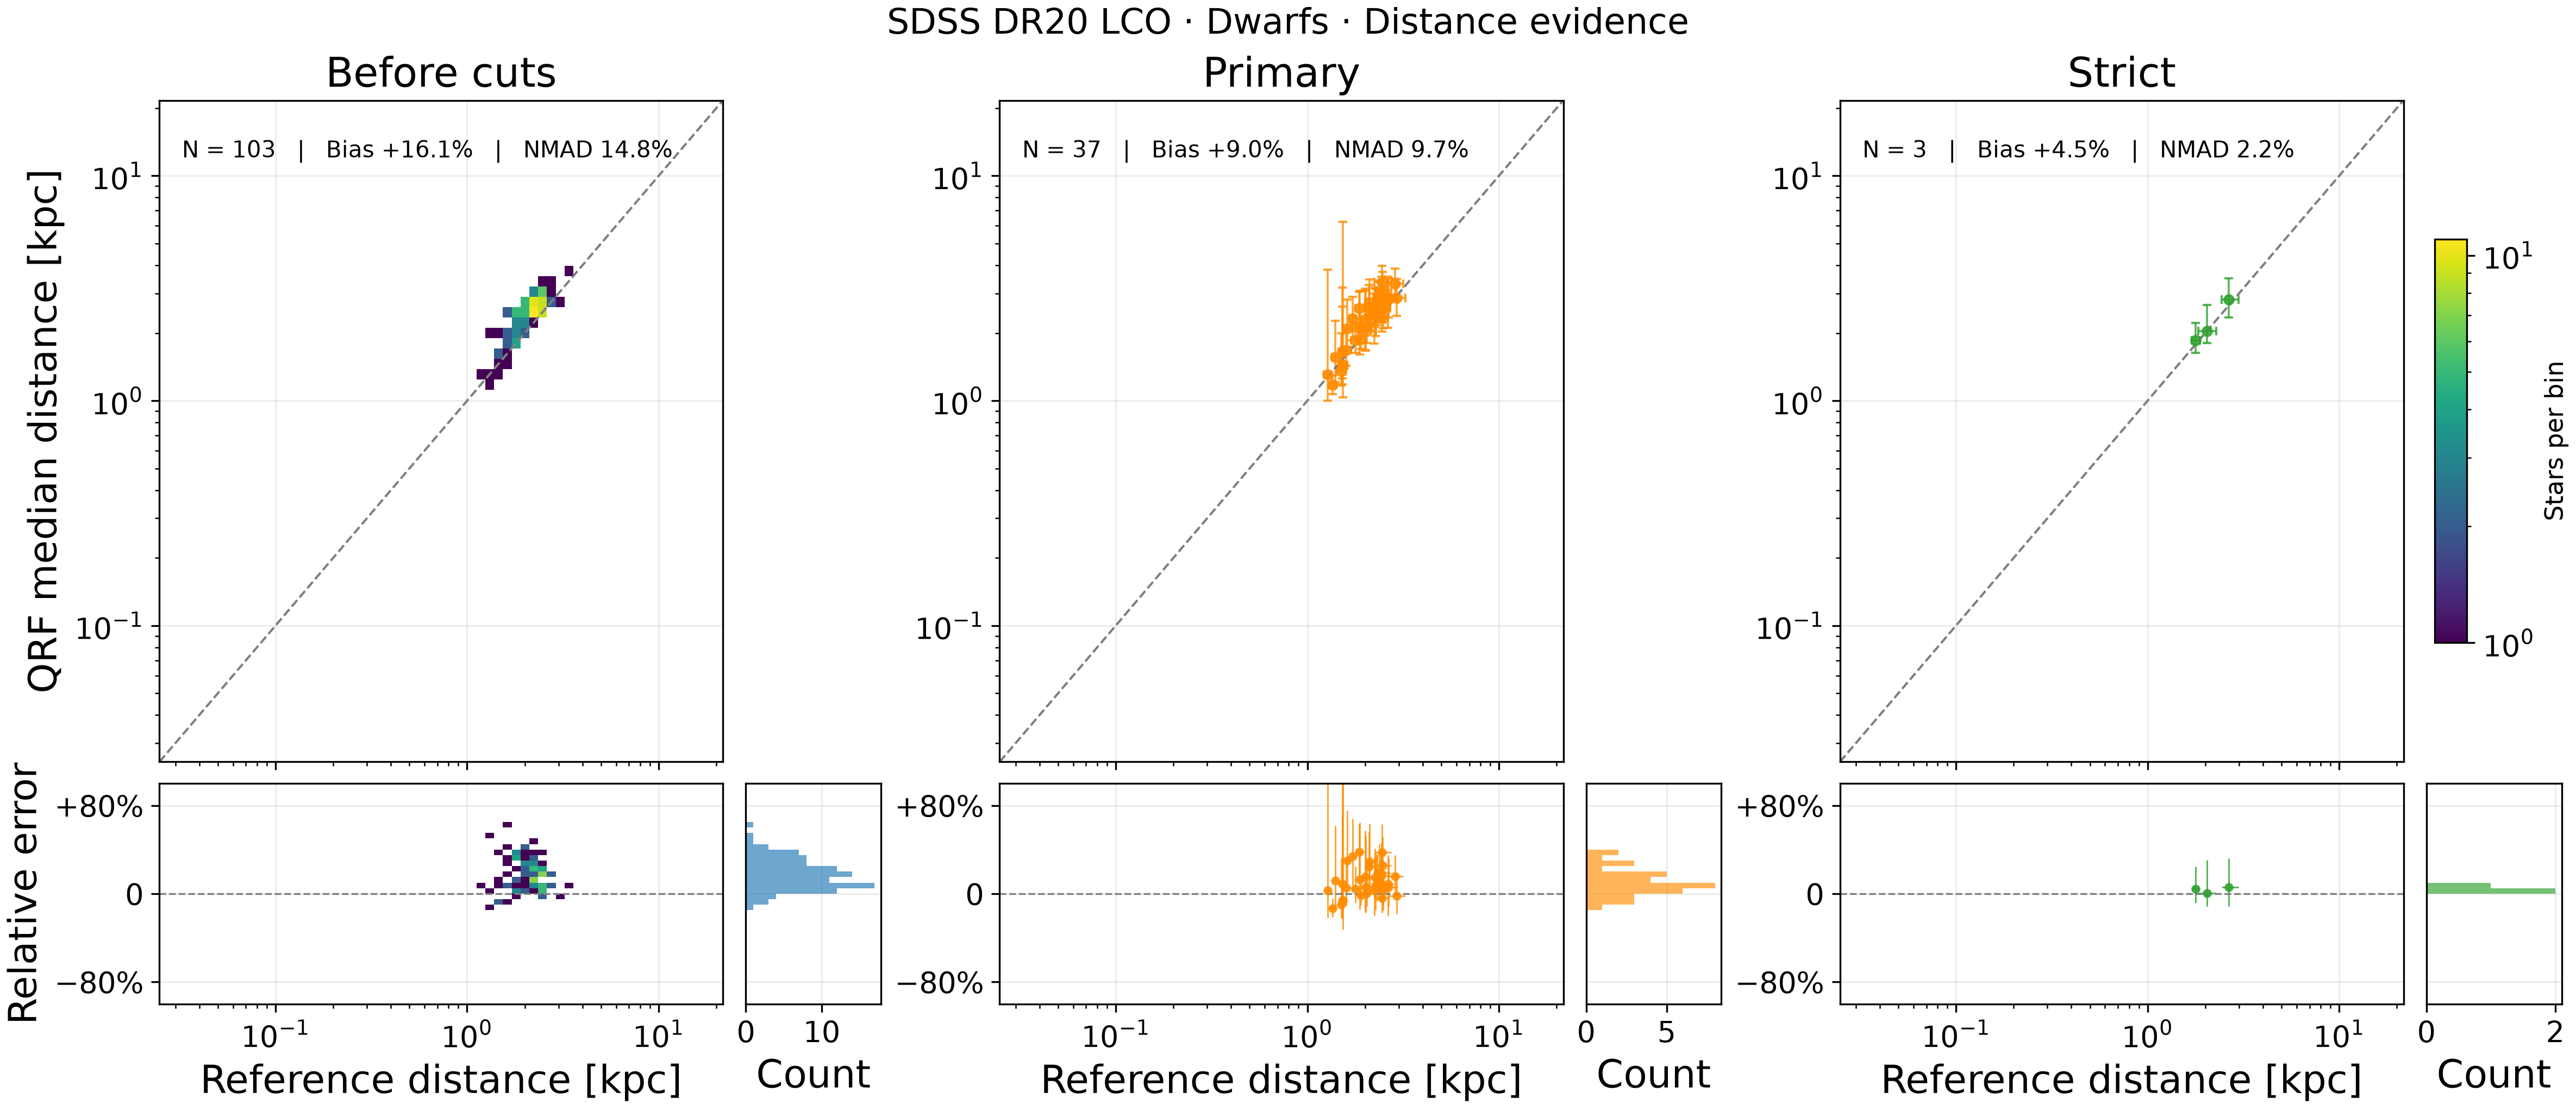 SDSS DR20 LCO · Dwarfs · Distance evidence
Before cuts
Primary
Strict
N = 103 | Bias +16.1% | NMAD 14.8%
N = 37 | Bias +9.0% | NMAD 9.7%
N = 3 | Bias +4.5% | NMAD 2.2%
QRF median distance [kpc]
10¹
10⁰
10⁻¹
10¹
10⁰
10⁻¹
10¹
10⁰
10⁻¹
10¹
10⁰
Stars per bin
Relative error
+80%
0
−80%
+80%
0
−80%
+80%
0
−80%
10⁻¹ 10⁰ 10¹
0 10
10⁻¹ 10⁰ 10¹
0 5
10⁻¹ 10⁰ 10¹
0 2
Reference distance [kpc]
Count
Reference distance [kpc]
Count
Reference distance [kpc]
Count